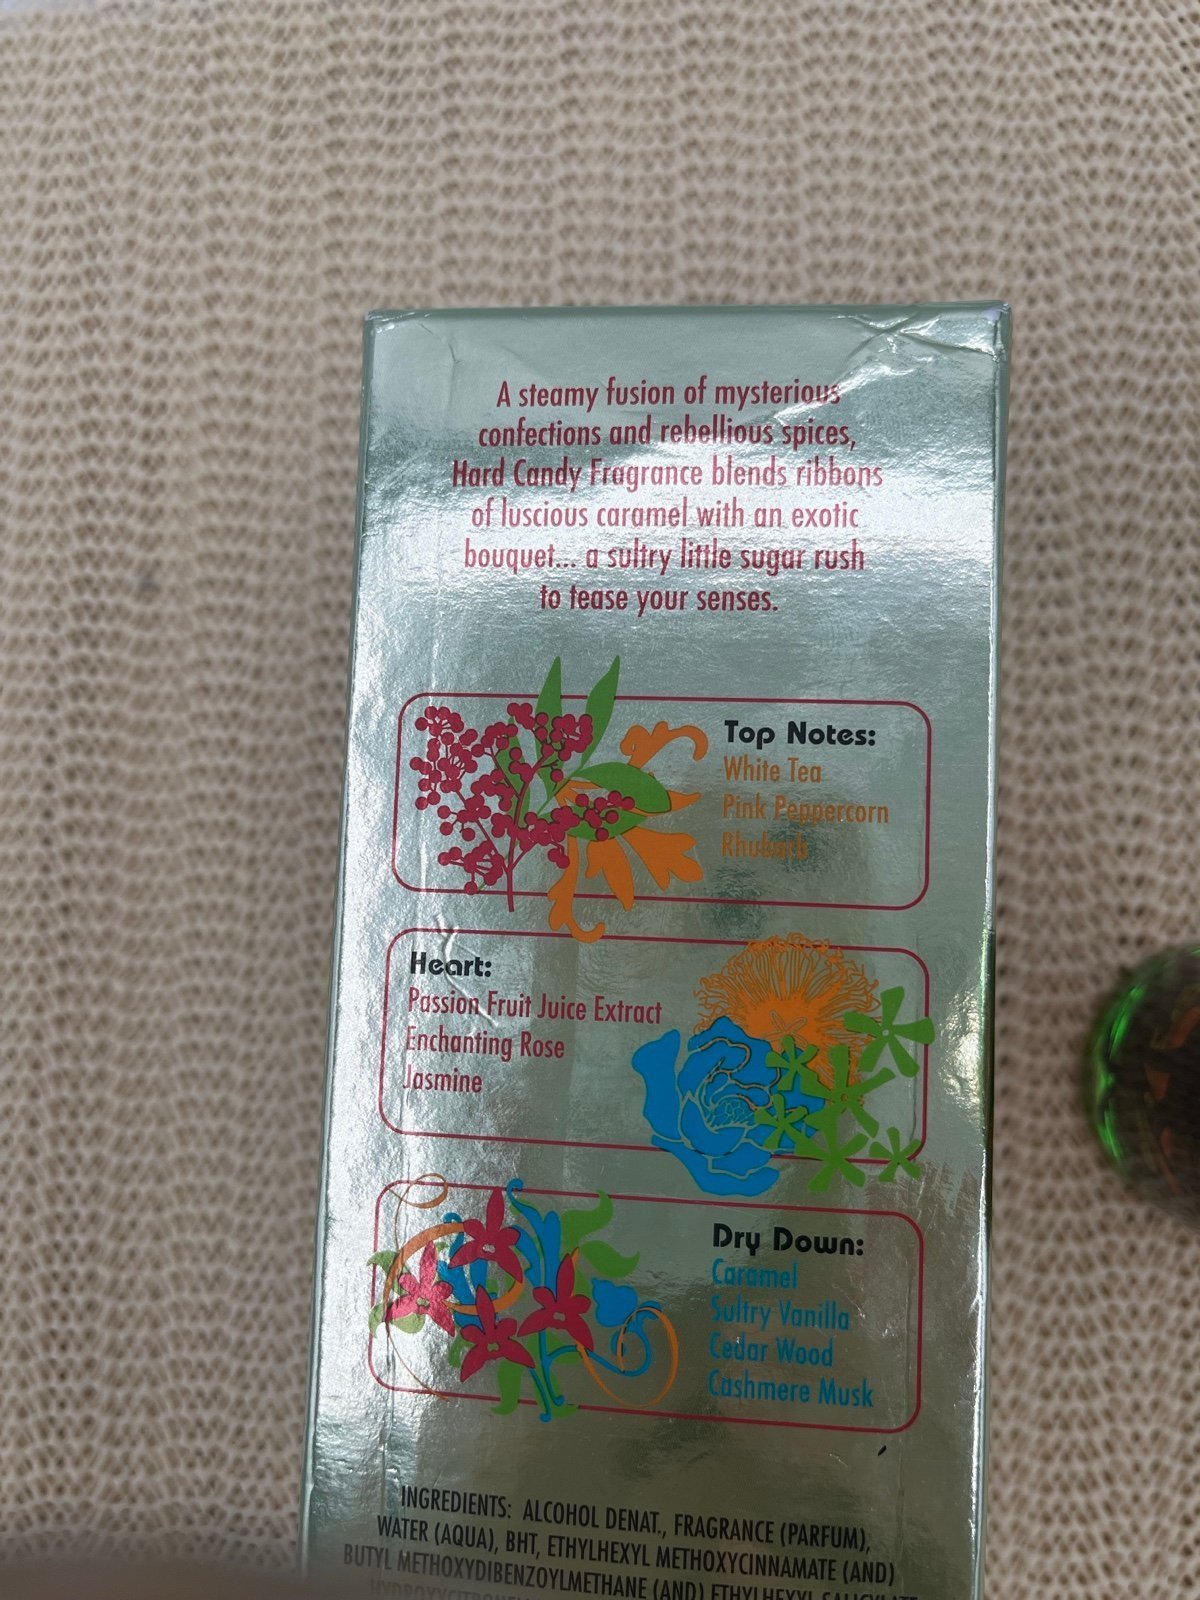 A steamy fusion of mysterious
confections and rebellious spices,
Hard Candy Fragrance blends ribbons
of luscious caramel with an exotic
bouquet... a sultry little sugar rush
to tease your senses.
Top Notes:
White Tea
Pink Peppercorn
Rhubarb
Heart:
Passion Fruit Juice Extract
Enchanting Rose
Jasmine
Dry Down:
Caramel
Sultry Vanilla
Cedar Wood
Cashmere Musk
INGREDIENTS: ALCOHOL DENAT., FRAGRANCE (PARFUM),
WATER (AQUA), BHT, ETHYLHEXYL METHOXYCINNAMATE (AND)
BUTYL METHOXYDIBENZOYLMETHANE (AND) ETHYLHEXYL SALICYLATE